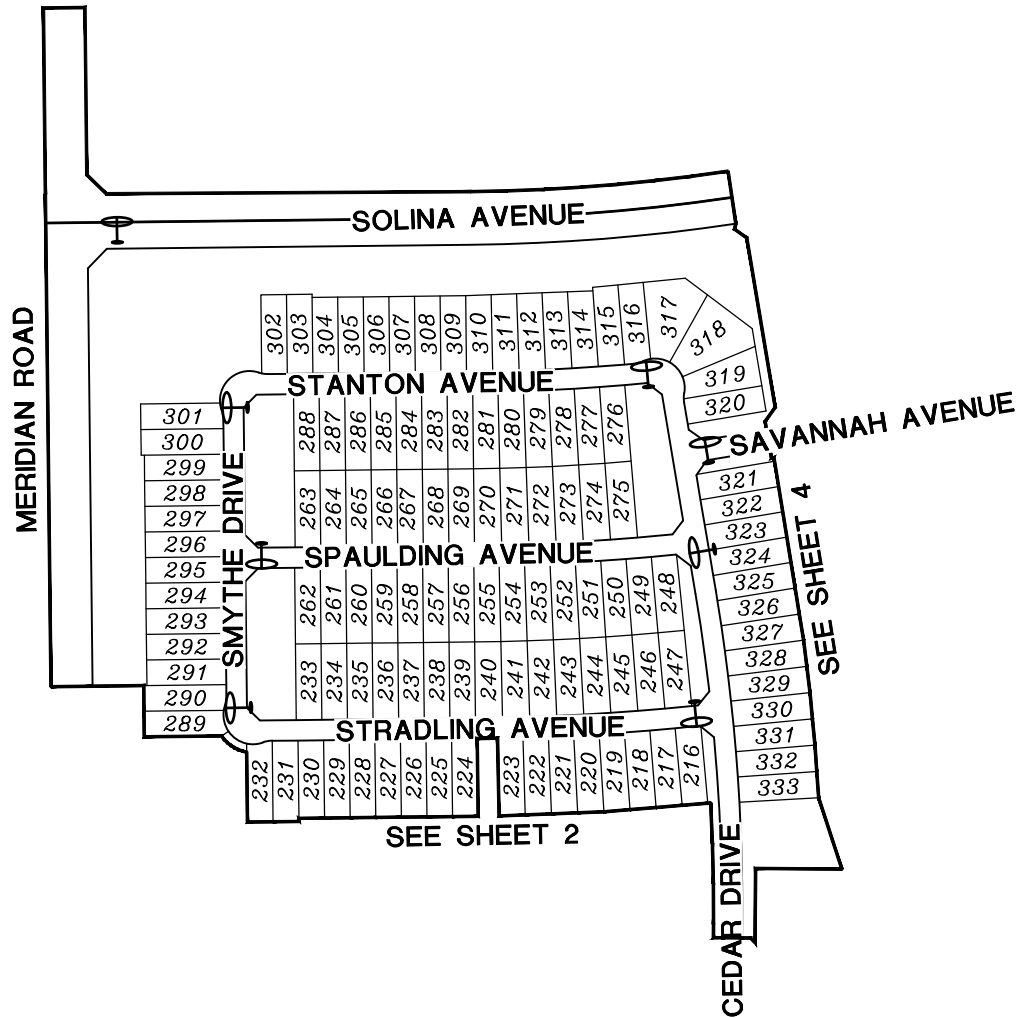 SOLINA AVENUE
MERIDIAN ROAD
302 303 304 305 306 307 308 309 310 311 312 313 314 315 316 317 318
319
320
STANTON AVENUE
SAVANNAH AVENUE
301
300
299
298
297
296
295
294
293
292
291
290
289
SMYTHE DRIVE
288 287 286 285 284 283 282 281 280 279 278 277 276
263 264 265 266 267 268 269 270 271 272 273 274 275
SPAULDING AVENUE
262 261 260 259 258 257 256 255 254 253 252 251 250 249 248
233 234 235 236 237 238 239 240 241 242 243 244 245 246 247
STRADLING AVENUE
232 231 230 229 228 227 226 225 224 223 222 221 220 219 218 217 216
321
322
323
324
325
326
327
328
329
330
331
332
333
SEE SHEET 4
SEE SHEET 2
CEDAR DRIVE